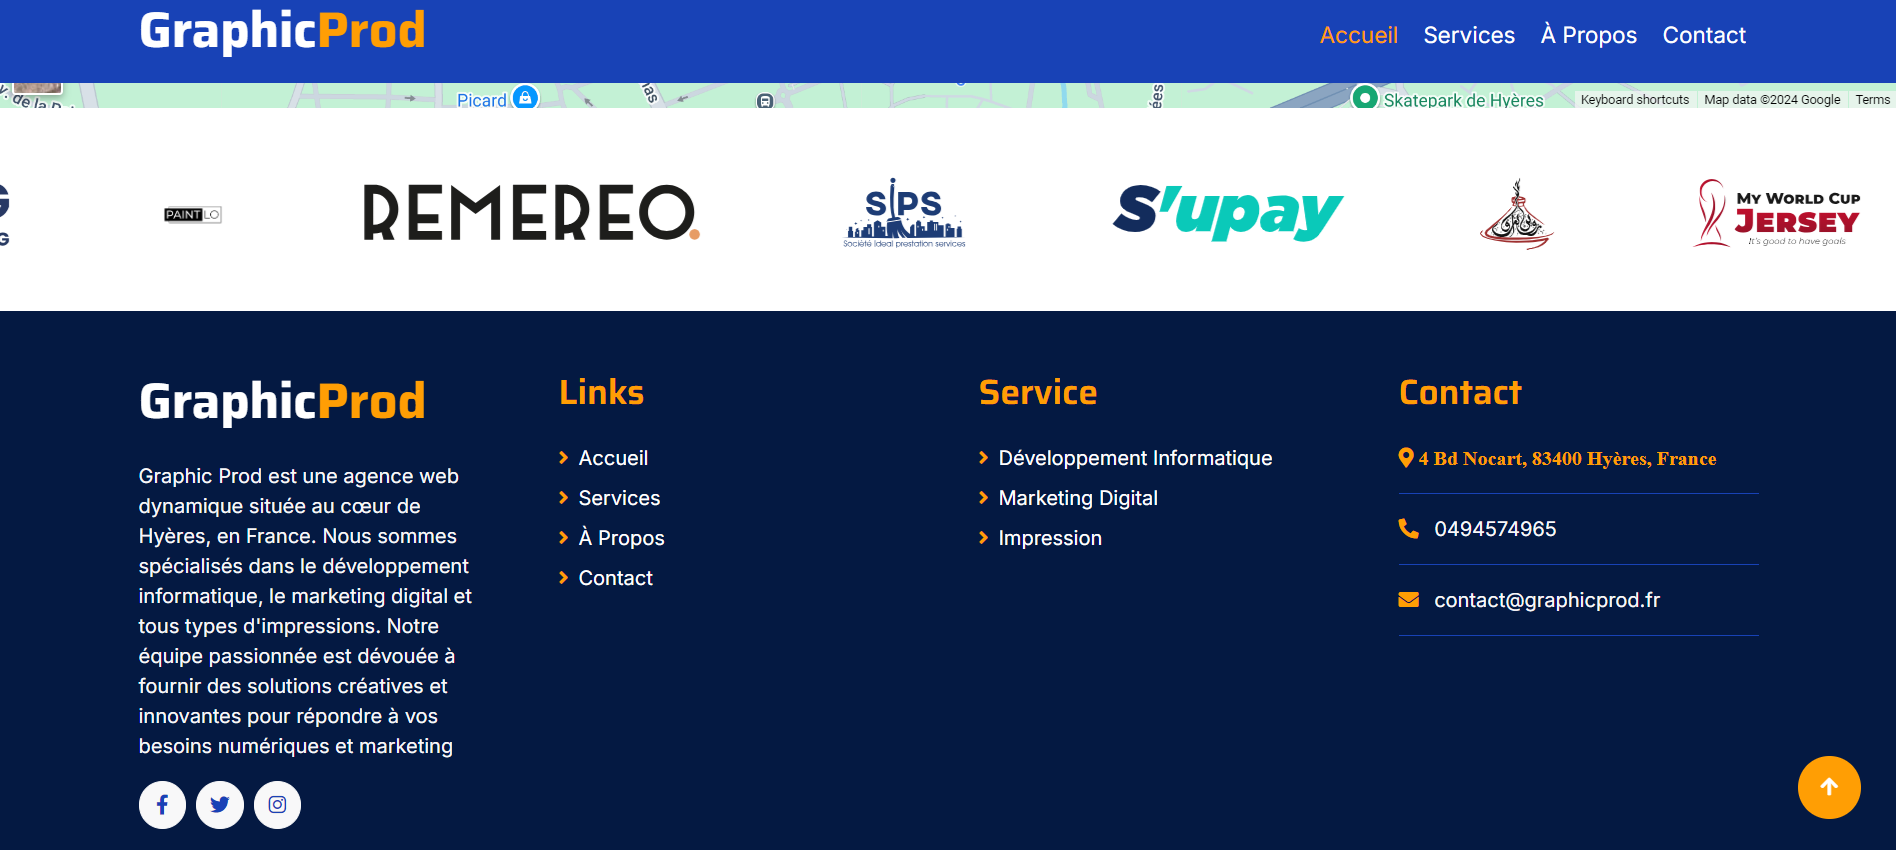 GraphicProd
Accueil Services À Propos Contact
Picard
Skatepark de Hyères
Keyboard shortcuts Map data ©2024 Google Terms
PAINT LO
REMEREO.
SIPS
Société Ideal prestation services
S'upay
My World Cup
JERSEY
It's good to have goals
GraphicProd
Graphic Prod est une agence web
dynamique située au cœur de
Hyères, en France. Nous sommes
spécialisés dans le développement
informatique, le marketing digital et
tous types d'impressions. Notre
équipe passionnée est dévouée à
fournir des solutions créatives et
innovantes pour répondre à vos
besoins numériques et marketing
Links
Accueil
Services
À Propos
Contact
Service
Développement Informatique
Marketing Digital
Impression
Contact
4 Bd Nocart, 83400 Hyères, France
0494574965
contact@graphicprod.fr